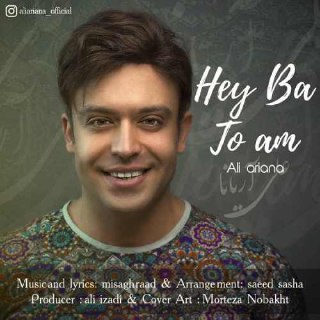 aliariana_official
Hey Ba
To am
Ali ariana
Music and lyrics: misaghraad & Arrangement: saeed sasha
Producer : ali izadi & Cover Art : Morteza Nobakht